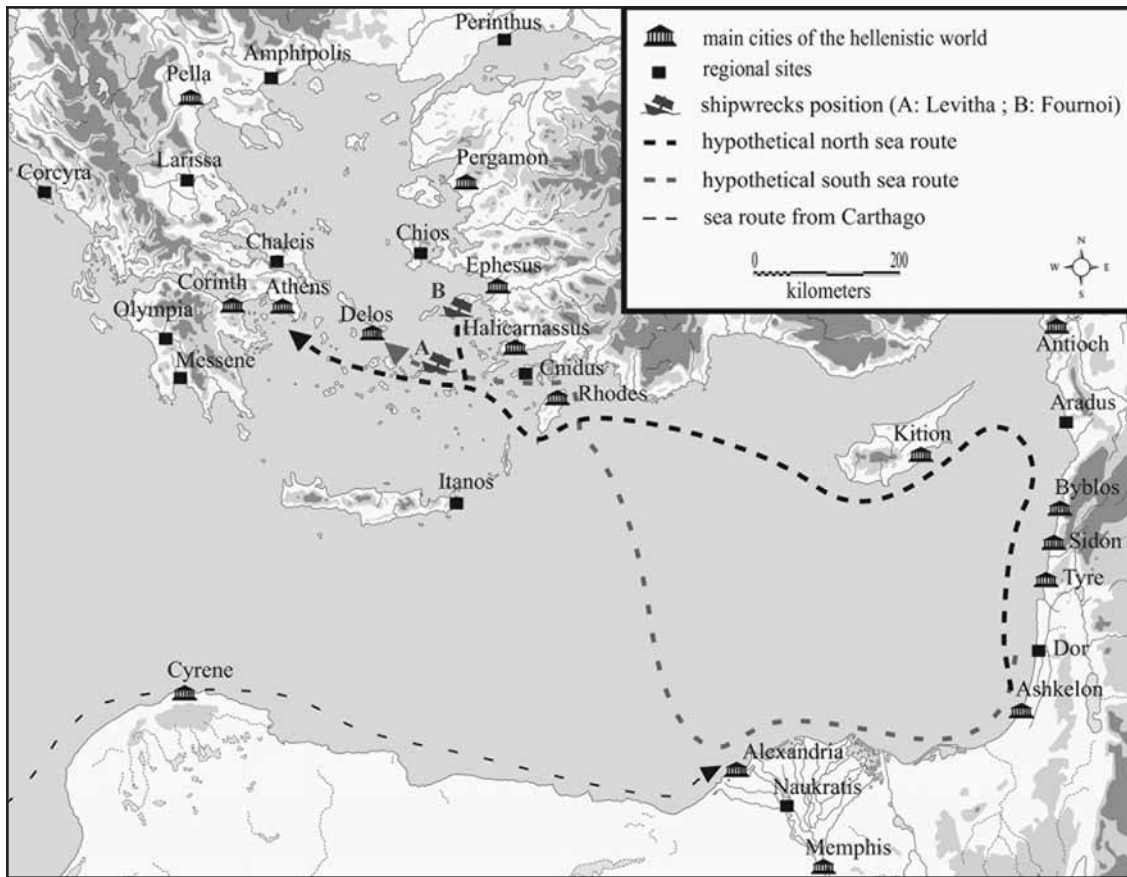 Perinthus
Amphipolis
Pella
Larissa
Corcyra
Pergamon
Chalcis
Chios
Corinth
Athens
Ephesus
B
Olympia
Delos
Halicarnassus
Messene
A
Cnidus
Rhodes
Itanos
Kition
Antioch
Aradus
Byblos
Sidon
Tyre
Dor
Ashkelon
Cyrene
Alexandria
Naukratis
Memphis
main cities of the hellenistic world
regional sites
shipwrecks position (A: Levitha ; B: Fournoi)
hypothetical north sea route
hypothetical south sea route
sea route from Carthago
0 200
kilometers
N
W E
S